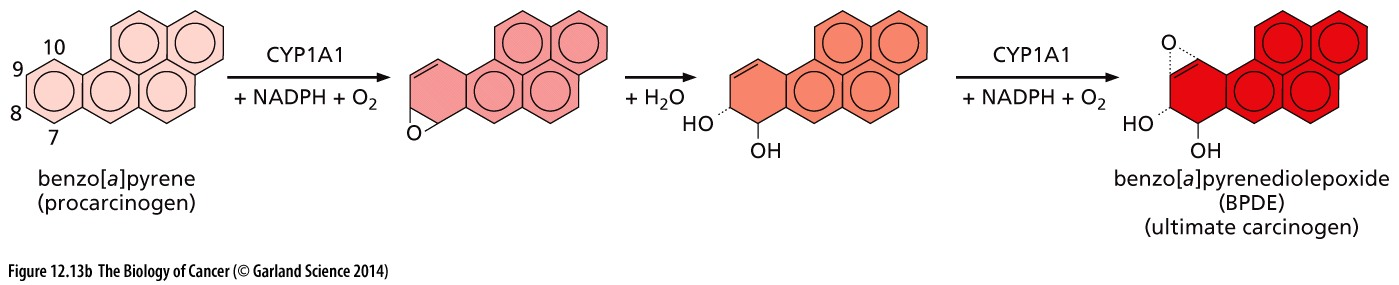 10
9
8
7
benzo[a]pyrene
(procarcinogen)
CYP1A1
+ NADPH + O2
O
+ H2O
HO
OH
CYP1A1
+ NADPH + O2
O
HO
OH
benzo[a]pyrenediolepoxide
(BPDE)
(ultimate carcinogen)
Figure 12.13b The Biology of Cancer (© Garland Science 2014)